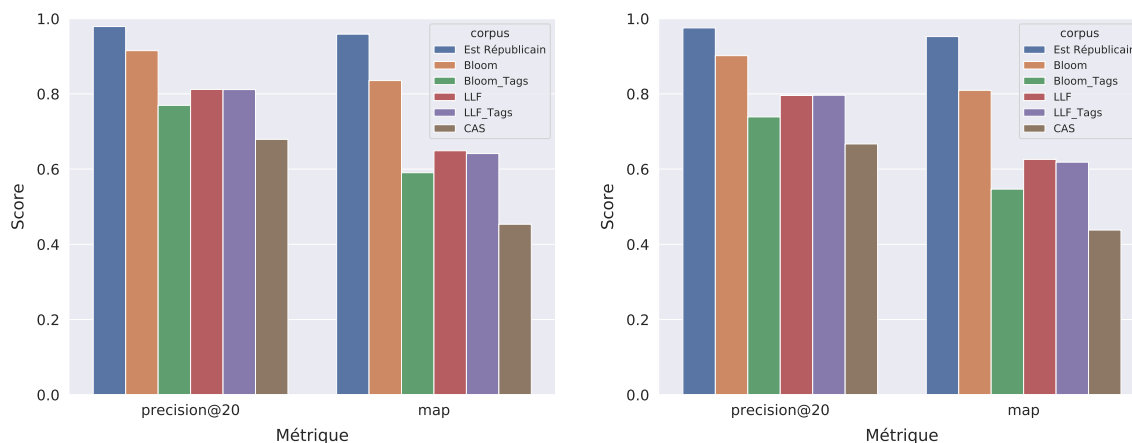 1.0
0.8
0.6
0.4
0.2
0.0
Score
precision@20
map
Métrique
corpus
Est Républicain
Bloom
Bloom_Tags
LLF
LLF_Tags
CAS
1.0
0.8
0.6
0.4
0.2
0.0
Score
precision@20
map
Métrique
corpus
Est Républicain
Bloom
Bloom_Tags
LLF
LLF_Tags
CAS